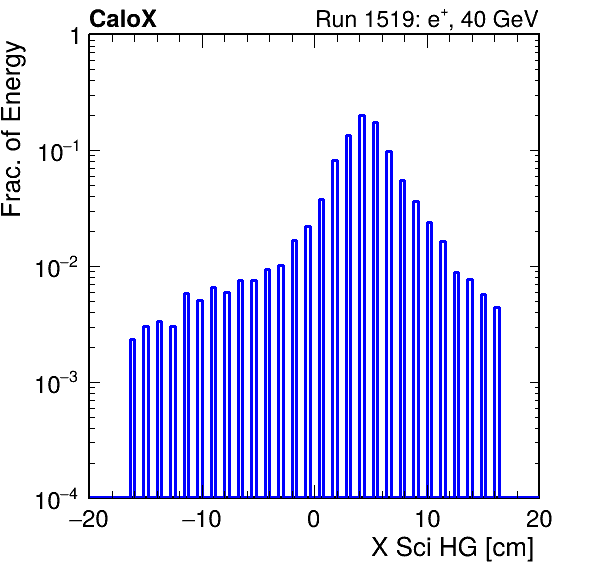 CaloX Run 1519: e⁺, 40 GeV
Frac. of Energy
1
10⁻¹
10⁻²
10⁻³
10⁻⁴
−20 −10 0 10 20
X Sci HG [cm]